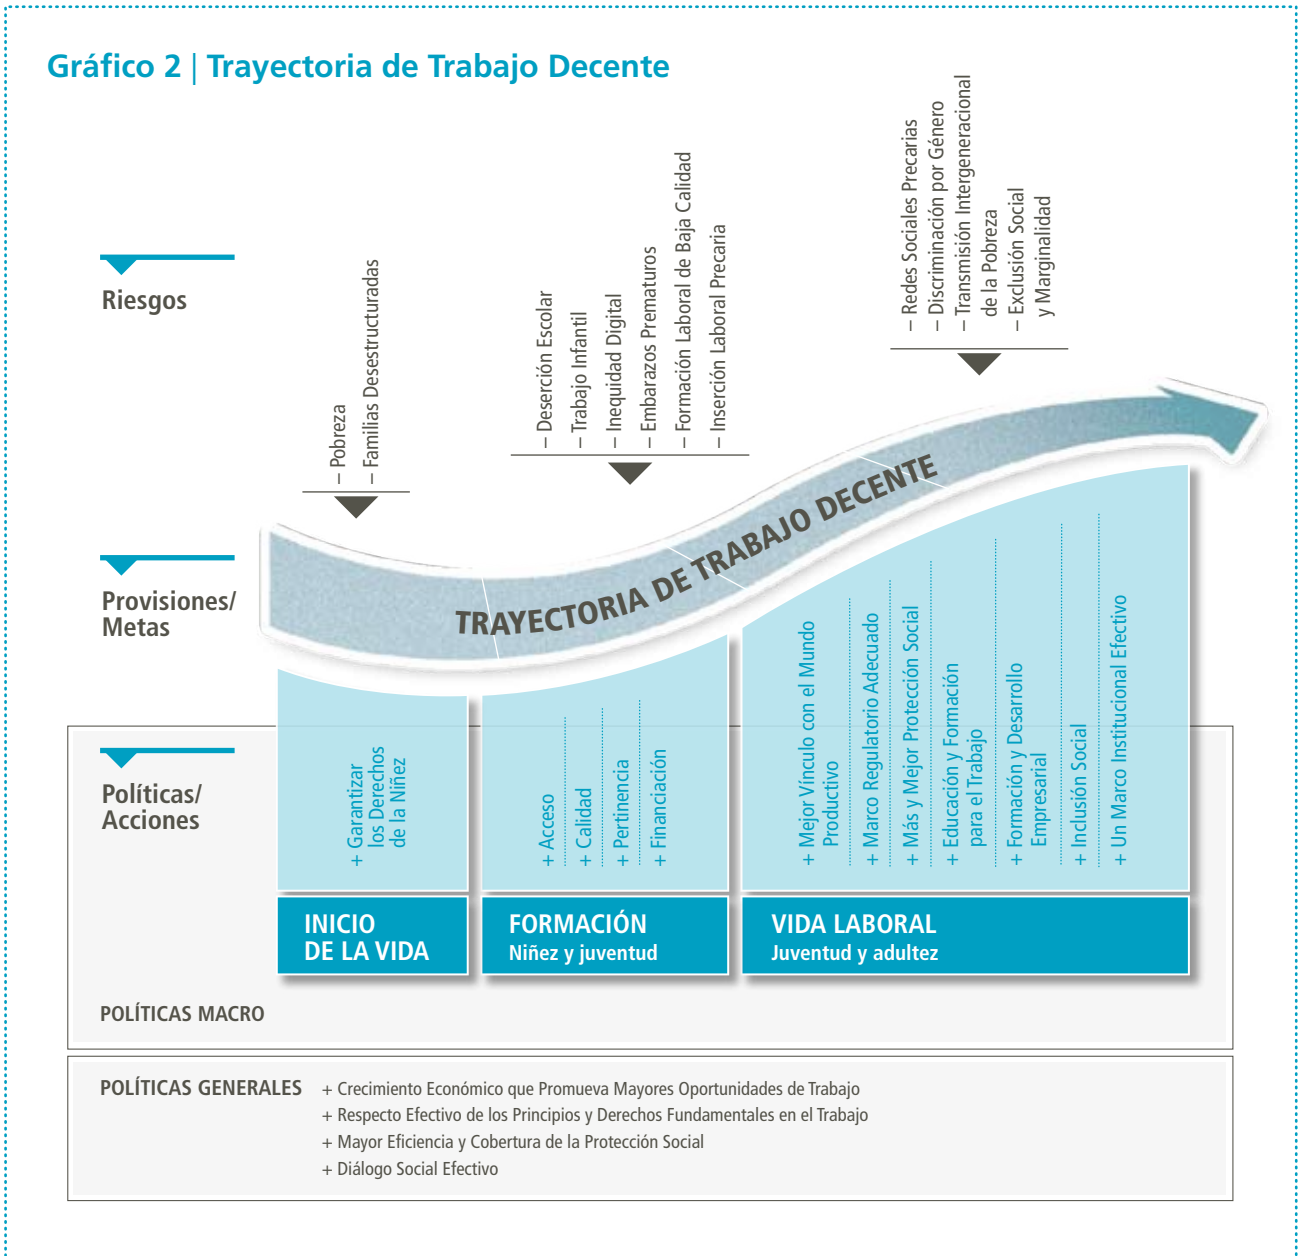 Gráfico 2 | Trayectoria de Trabajo Decente
Riesgos
– Pobreza
– Familias Desestructuradas
– Deserción Escolar
– Trabajo Infantil
– Inequidad Digital
– Embarazos Prematuros
– Formación Laboral de Baja Calidad
– Inserción Laboral Precaria
– Redes Sociales Precarias
– Discriminación por Género
– Transmisión Intergeneracional
de la Pobreza
– Exclusión Social
y Marginalidad
Provisiones/
Metas
TRAYECTORIA DE TRABAJO DECENTE
Políticas/
Acciones
+ Garantizar
los Derechos
de la Niñez
+ Acceso
+ Calidad
+ Pertinencia
+ Financiación
+ Mejor Vínculo con el Mundo
Productivo
+ Marco Regulatorio Adecuado
+ Más y Mejor Protección Social
+ Educación y Formación
para el Trabajo
+ Formación y Desarrollo
Empresarial
+ Inclusión Social
+ Un Marco Institucional Efectivo
INICIO
DE LA VIDA
FORMACIÓN
Niñez y juventud
VIDA LABORAL
Juventud y adultez
POLÍTICAS MACRO
POLÍTICAS GENERALES
+ Crecimiento Económico que Promueva Mayores Oportunidades de Trabajo
+ Respecto Efectivo de los Principios y Derechos Fundamentales en el Trabajo
+ Mayor Eficiencia y Cobertura de la Protección Social
+ Diálogo Social Efectivo